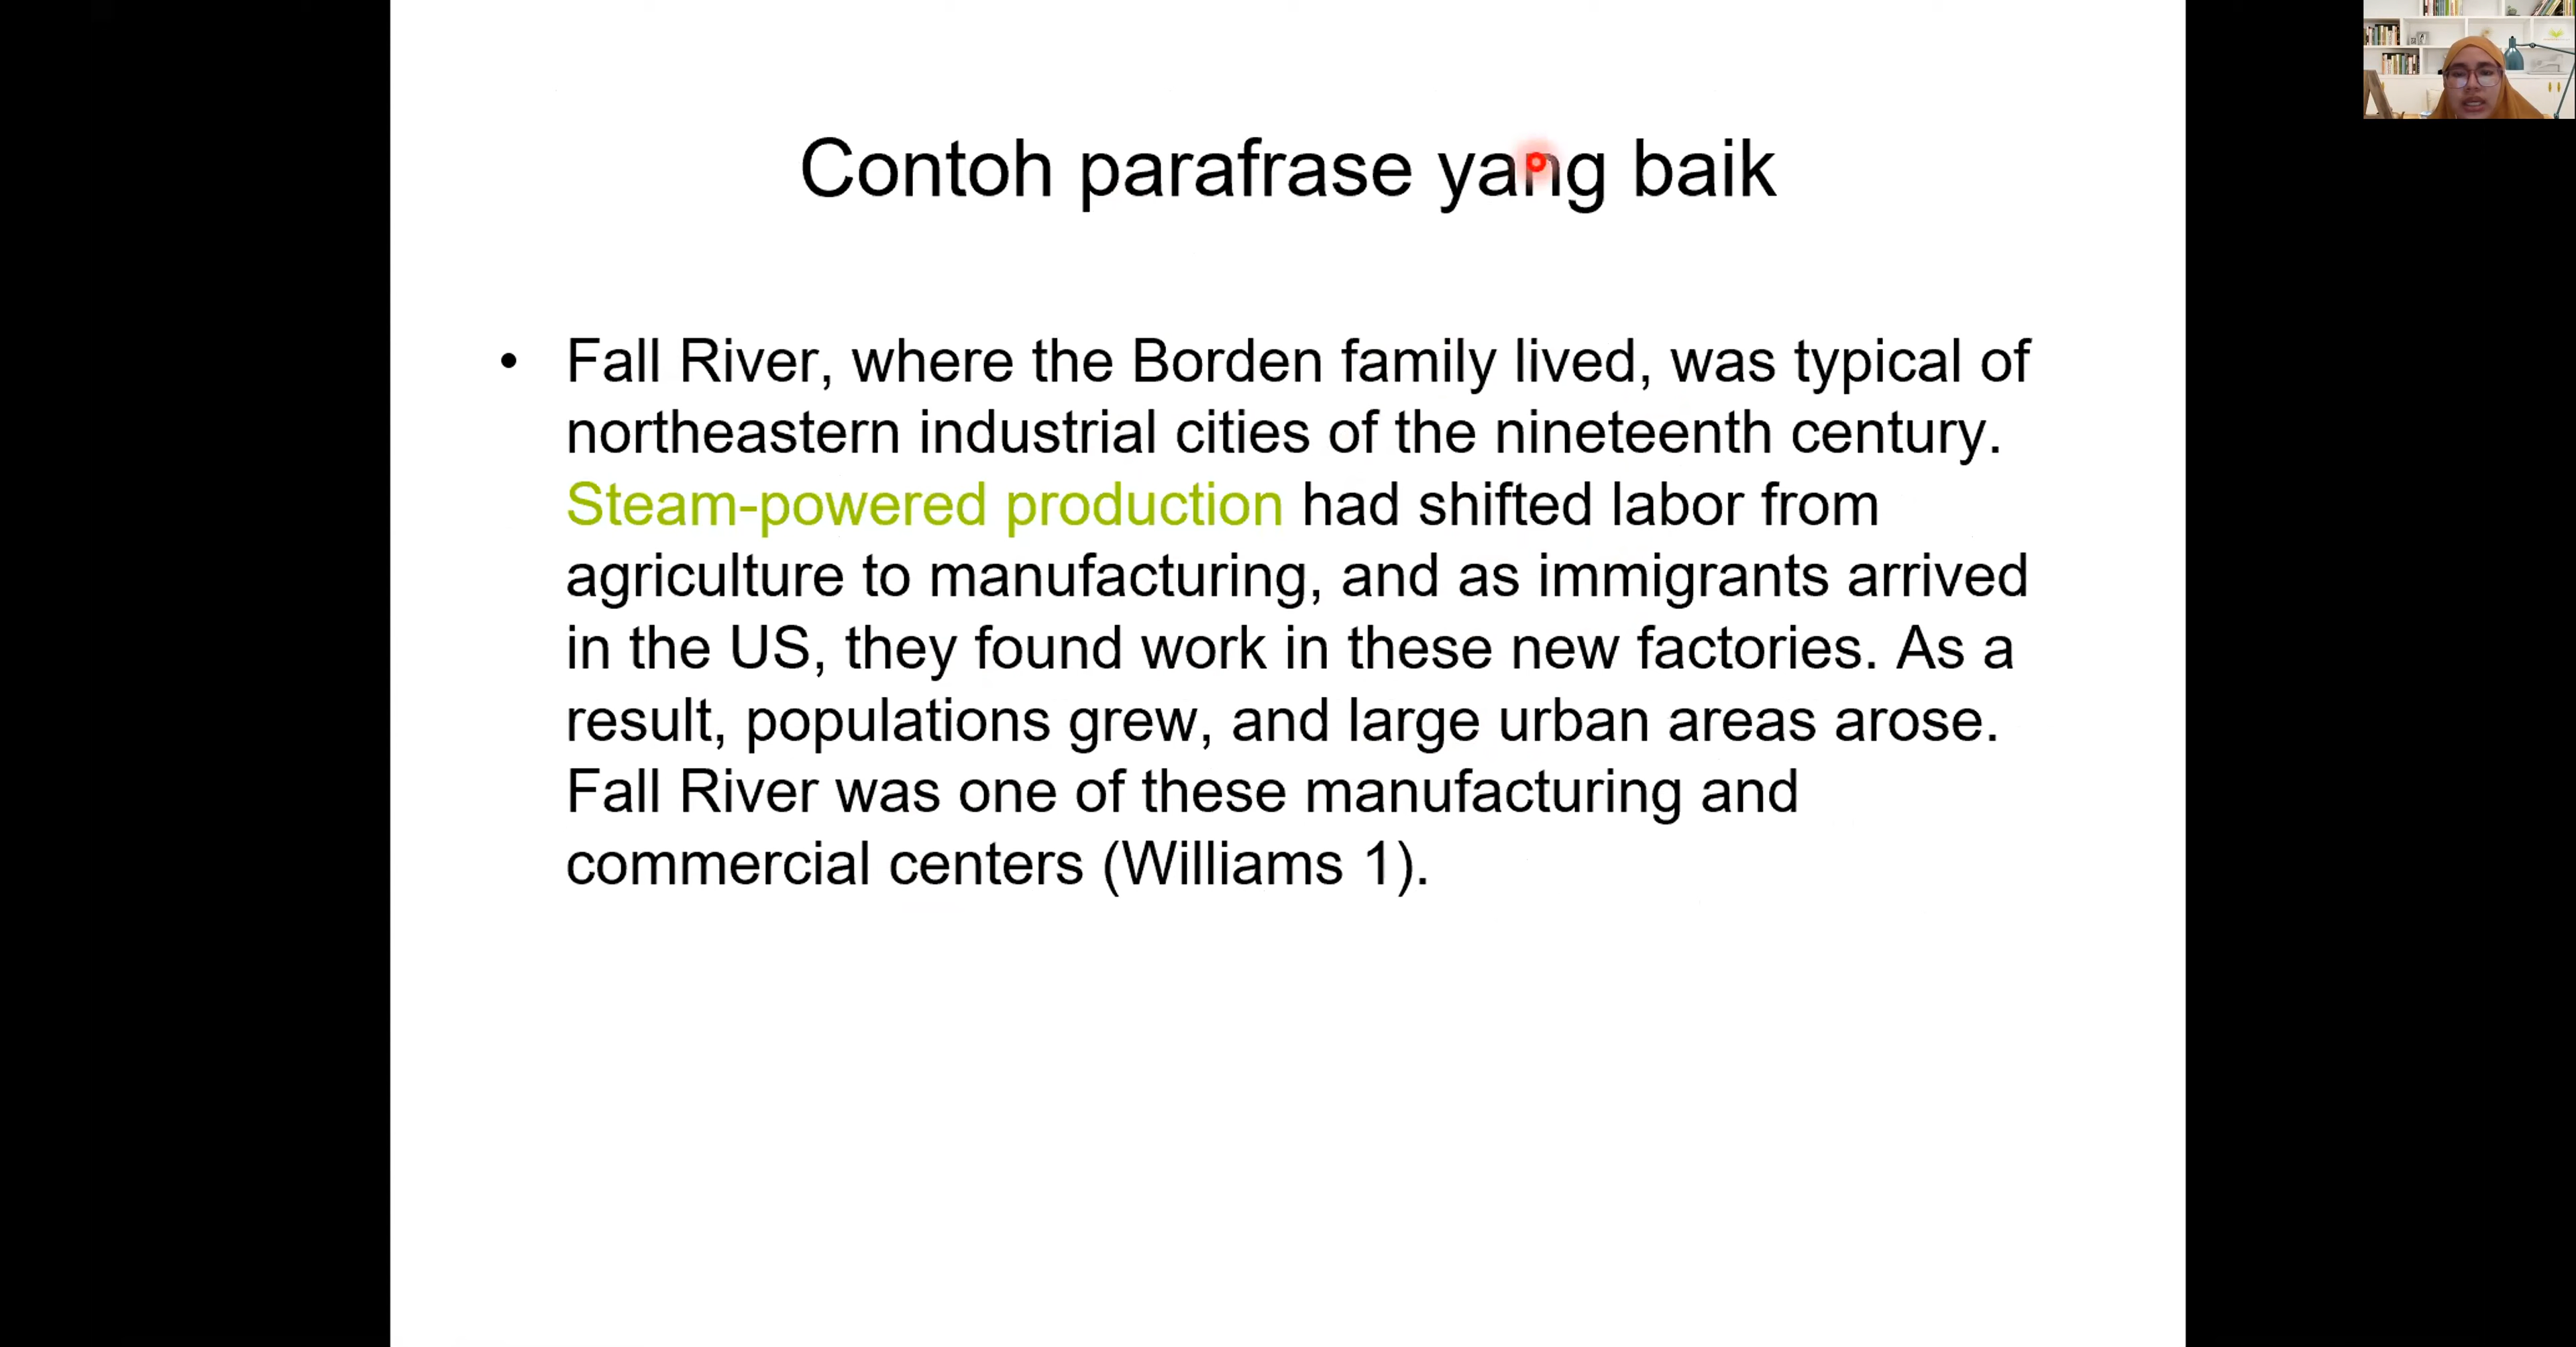 Contoh parafrase yang baik
• Fall River, where the Borden family lived, was typical of
northeastern industrial cities of the nineteenth century.
Steam-powered production had shifted labor from
agriculture to manufacturing, and as immigrants arrived
in the US, they found work in these new factories. As a
result, populations grew, and large urban areas arose.
Fall River was one of these manufacturing and
commercial centers (Williams 1).